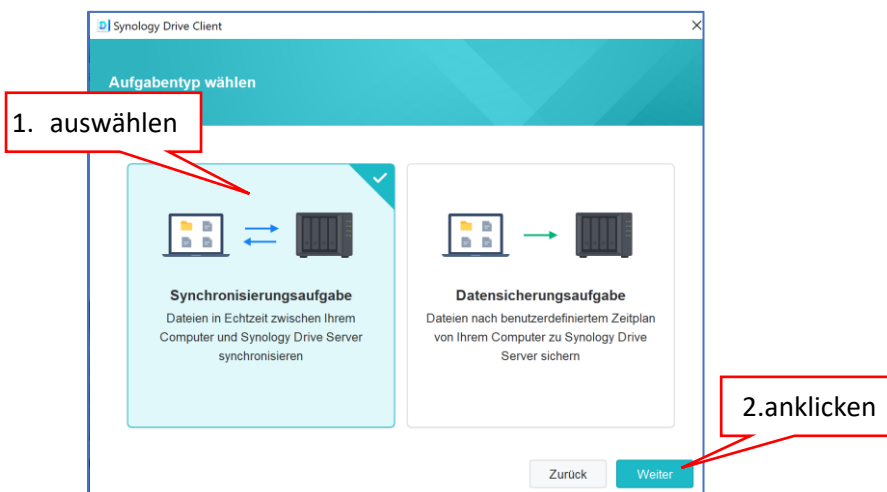 Synology Drive Client
Aufgabentyp wählen
1. auswählen
Synchronisierungsaufgabe
Dateien in Echtzeit zwischen Ihrem
Computer und Synology Drive Server
synchronisieren
Datensicherungsaufgabe
Dateien nach benutzerdefiniertem Zeitplan
von Ihrem Computer zu Synology Drive
Server sichern
2.anklicken
Zurück
Weiter